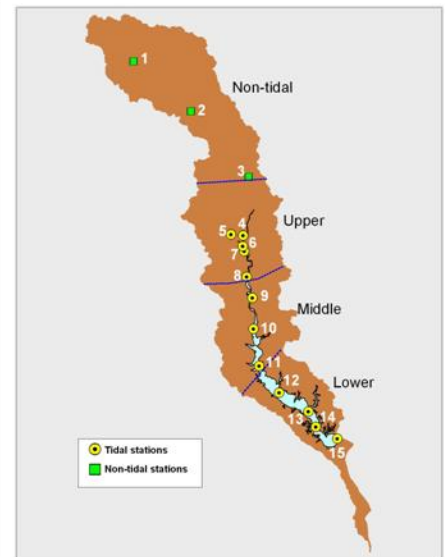 1
Non-tidal
2
3
Upper
5 4
6
7
8
9
Middle
10
11
12 Lower
13 14
15
Tidal stations
Non-tidal stations